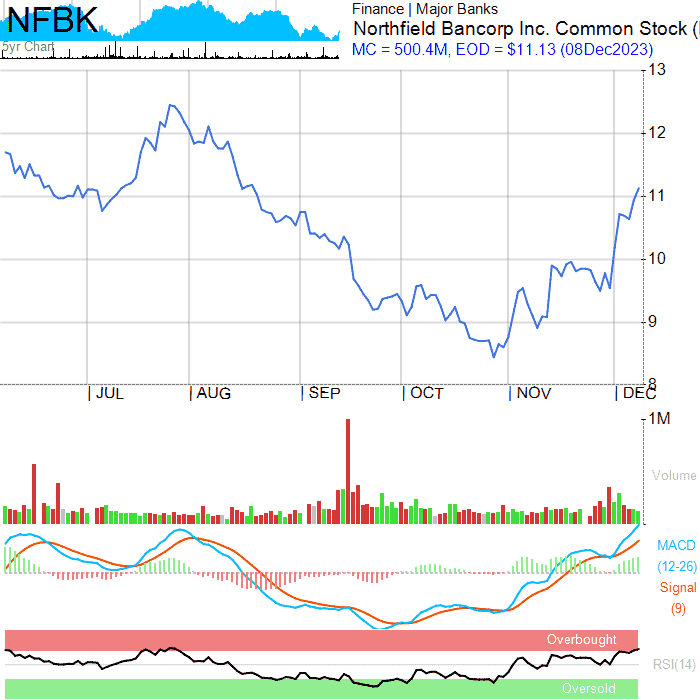 NFBK
5yr Chart
Finance | Major Banks
Northfield Bancorp Inc. Common Stock (
MC = 500.4M, EOD = $11.13 (08Dec2023)
13
12
11
10
9
8
JUL AUG SEP OCT NOV DEC
1M
Volume
MACD
(12-26)
Signal
(9)
Overbought
RSI(14)
Oversold